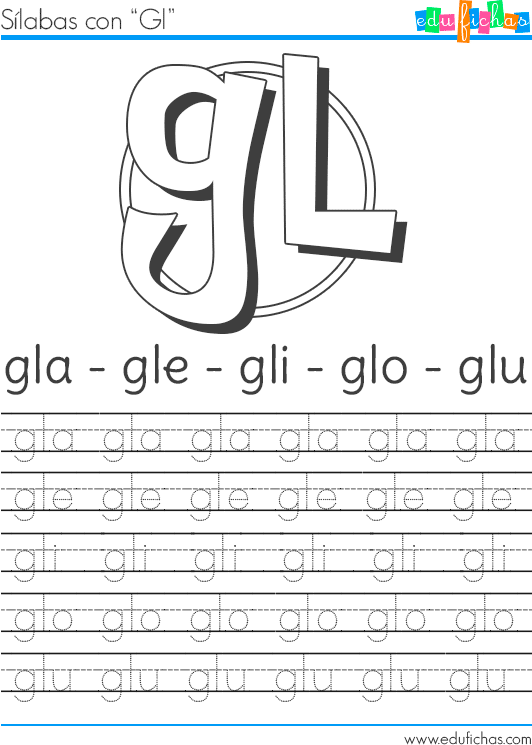 Sílabas con “Gl”
edufichas
gL
gla - gle - gli - glo - glu
gla gla gla gla gla gla
gle gle gle gle gle gle
gli gli gli gli gli gli
glo glo glo glo glo glo
glu glu glu glu glu glu
www.edufichas.com